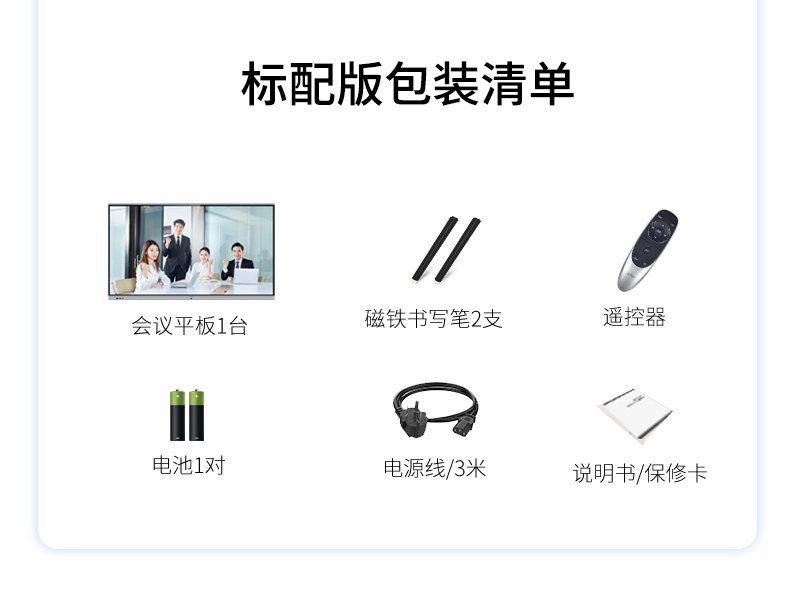 标配版包装清单
会议平板1台
磁铁书写笔2支
遥控器
电池1对
电源线/3米
说明书/保修卡